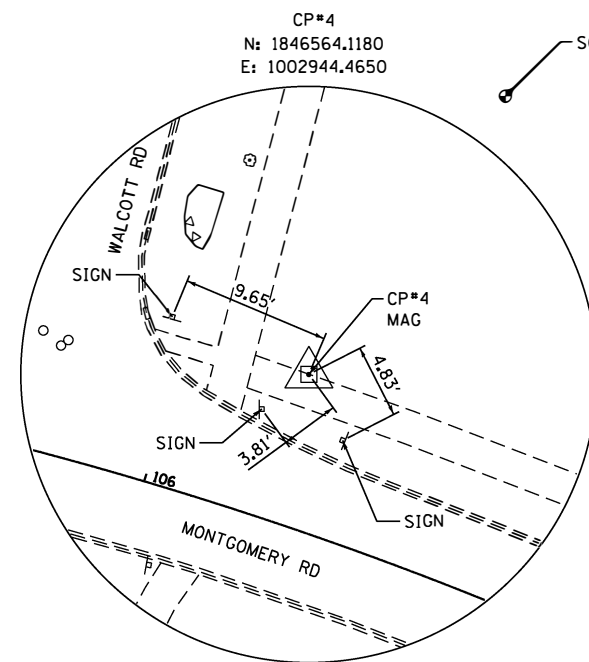 CP#4
N: 1846564.1180
E: 1002944.4650
WALCOTT RD
SIGN
9.65'
CP#4
MAG
4.83'
SIGN
3.81'
SIGN
106
MONTGOMERY RD